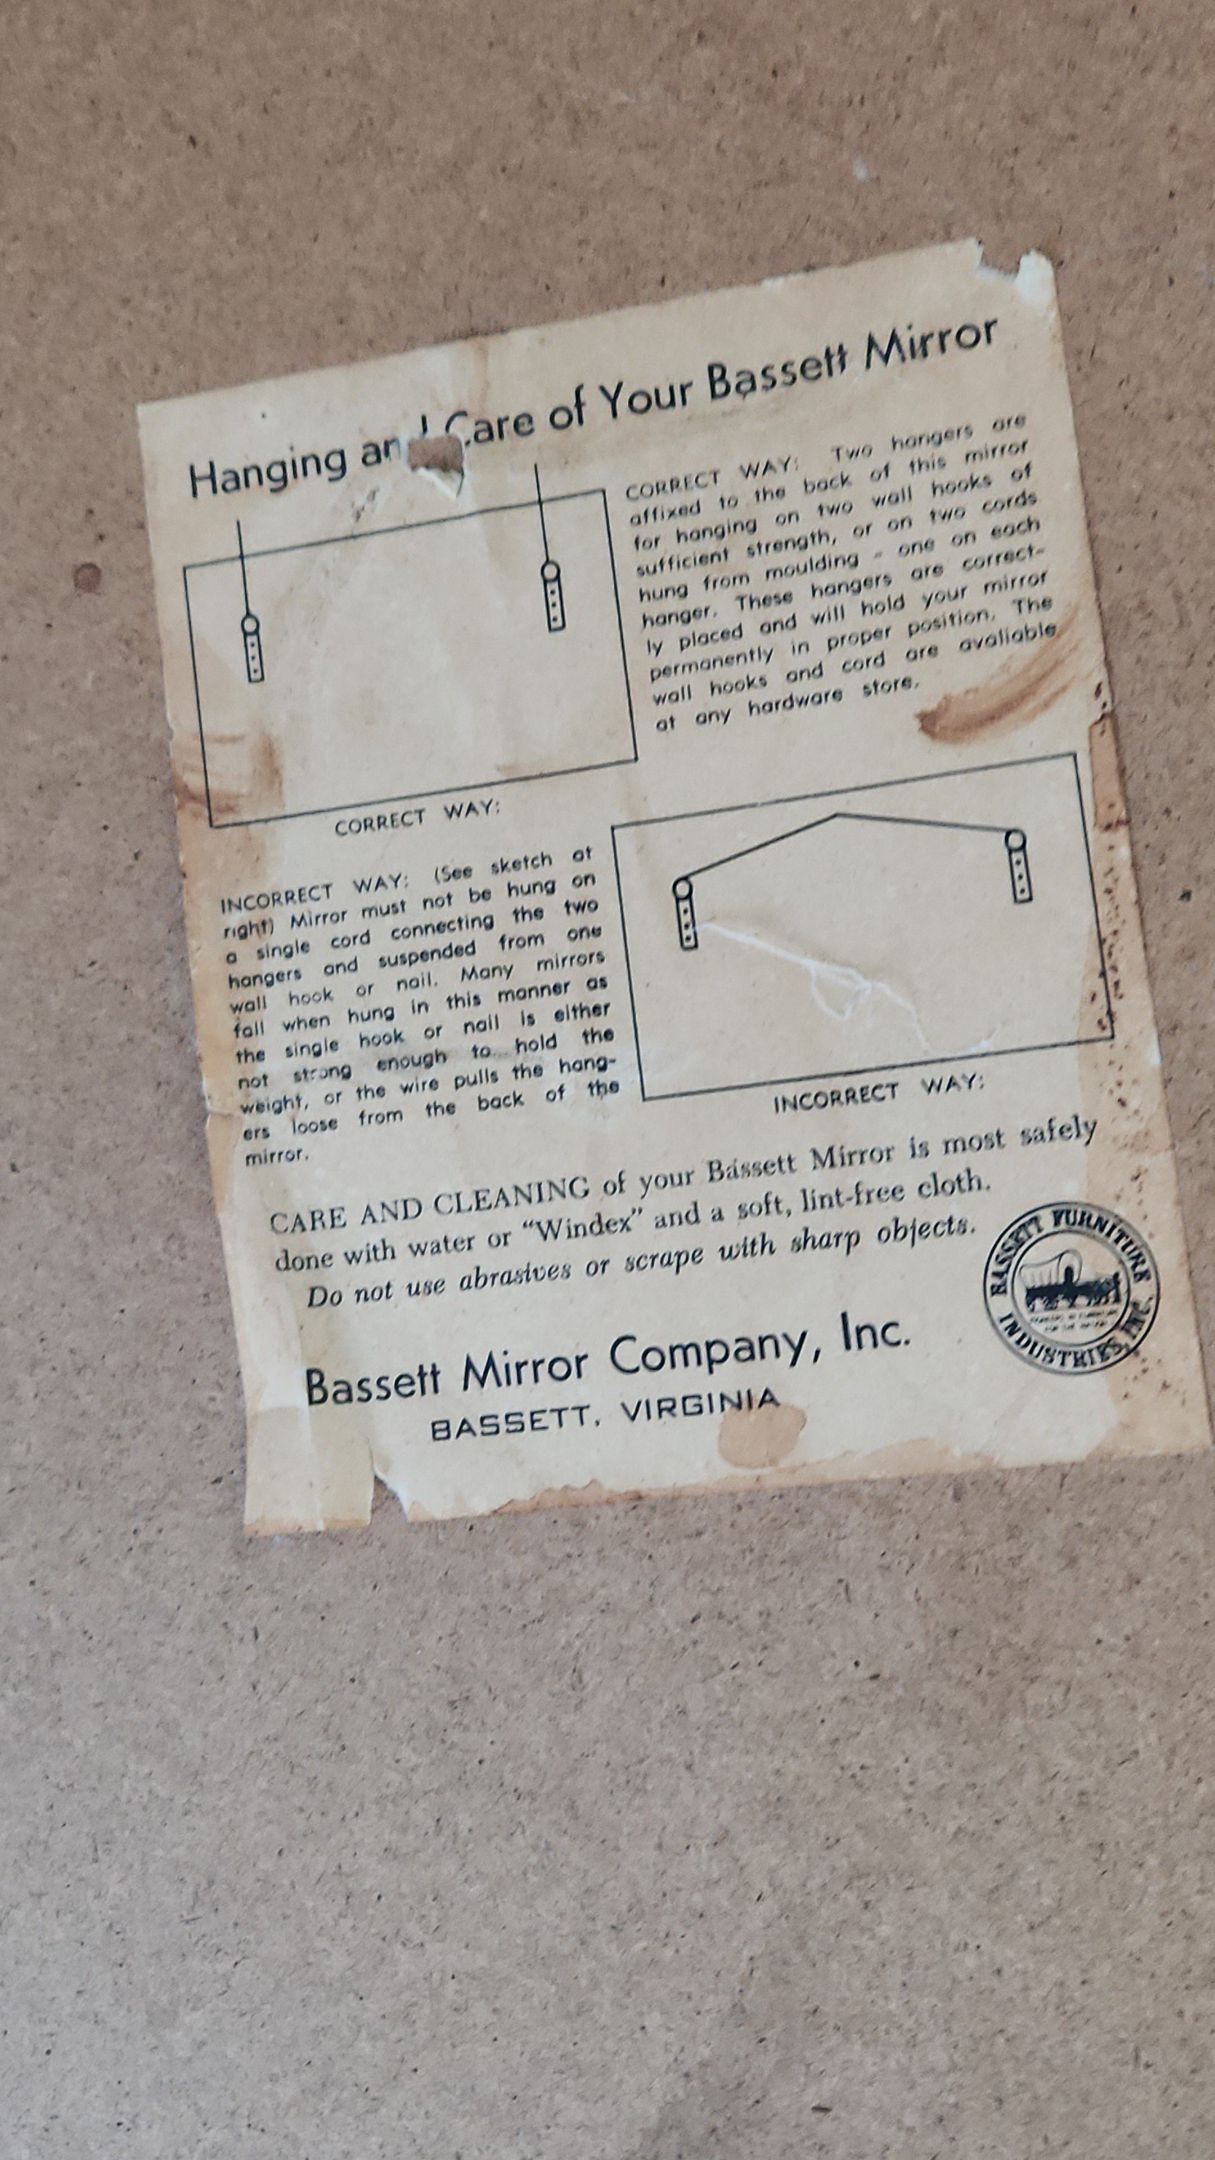 Hanging and Care of Your Bassett Mirror
CORRECT WAY: Two hangers are
affixed to the back of this mirror
for hanging on two wall hooks of
sufficient strength, or on two cords
hung from moulding - one on each
hanger. These hangers are correct-
ly placed and will hold your mirror
permanently in proper position. The
wall hooks and cord are avaliable
at any hardware store.
CORRECT WAY:
INCORRECT WAY: (See sketch at
right) Mirror must not be hung on
a single cord connecting the two
hangers and suspended from one
wall hook or nail. Many mirrors
fall when hung in this manner as
the single hook or nail is either
not strong enough to hold the
weight, or the wire pulls the hang-
ers loose from the back of the
mirror.
INCORRECT WAY:
CARE AND CLEANING of your Bassett Mirror is most safely
done with water or “Windex” and a soft, lint-free cloth.
Do not use abrasives or scrape with sharp objects.
BASSETT FURNITURE
INDUSTRIES, INC.
Bassett Mirror Company, Inc.
BASSETT, VIRGINIA